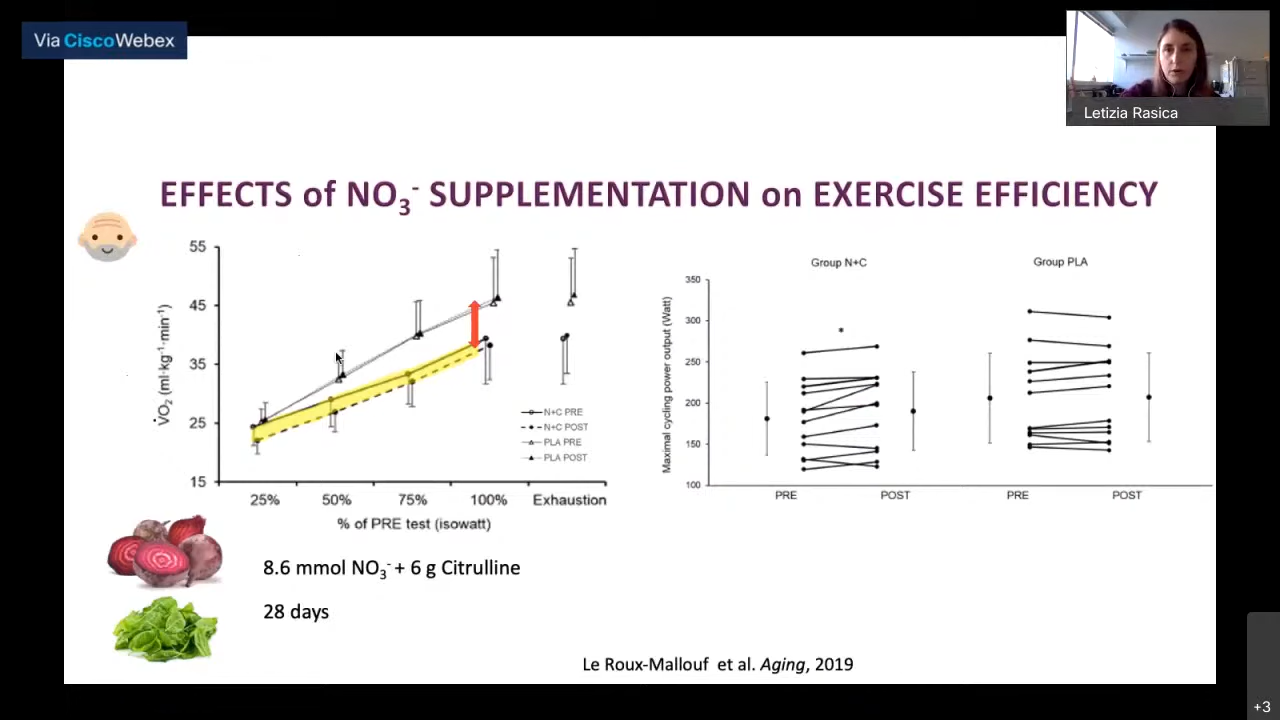 Via CiscoWebex
Letizia Rasica
EFFECTS of NO₃⁻ SUPPLEMENTATION on EXERCISE EFFICIENCY
55
45
35
25
15
V̇O₂ (ml·kg⁻¹·min⁻¹)
N+C PRE
N+C POST
PLA PRE
PLA POST
25% 50% 75% 100% Exhaustion
% of PRE test (isowatt)
Group N+C Group PLA
350
300
250
200
150
100
Maximal cycling power output (Watt)
*
PRE POST PRE POST
8.6 mmol NO₃⁻ + 6 g Citrulline
28 days
Le Roux-Mallouf et al. Aging, 2019
+3